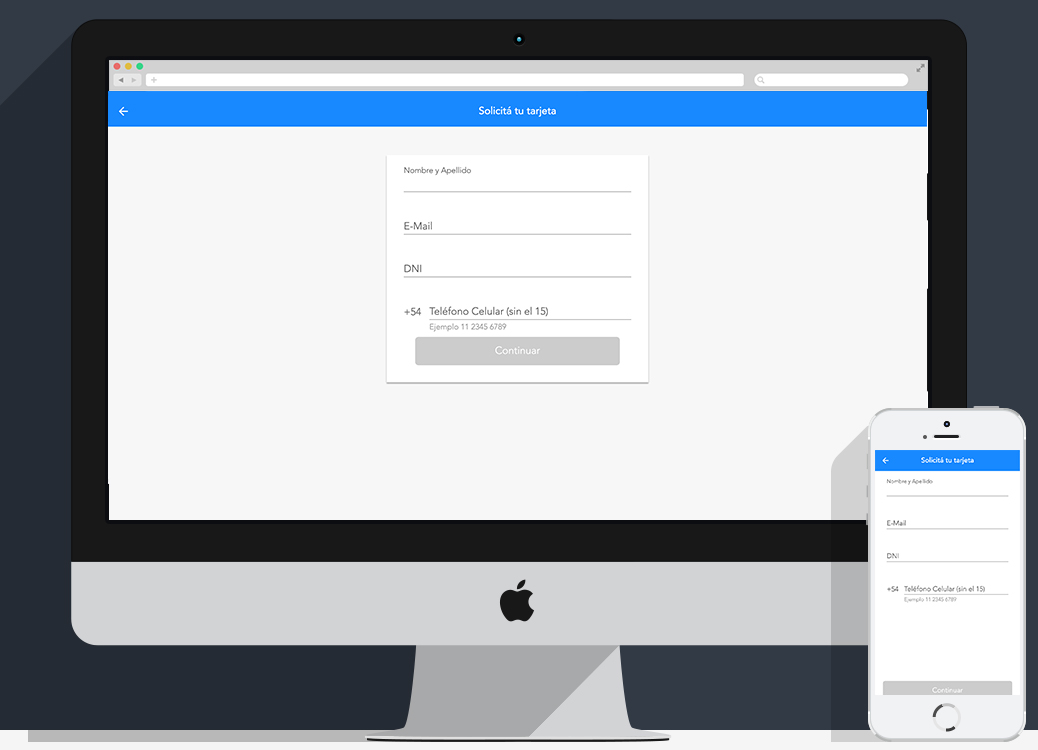 Solicitá tu tarjeta
Nombre y Apellido
E-Mail
DNI
+54 Teléfono Celular (sin el 15)
Ejemplo 11 2345 6789
Continuar
Solicitá tu tarjeta
Nombre y Apellido
E-Mail
DNI
+54 Teléfono Celular (sin el 15)
Ejemplo 11 2345 6789
Continuar